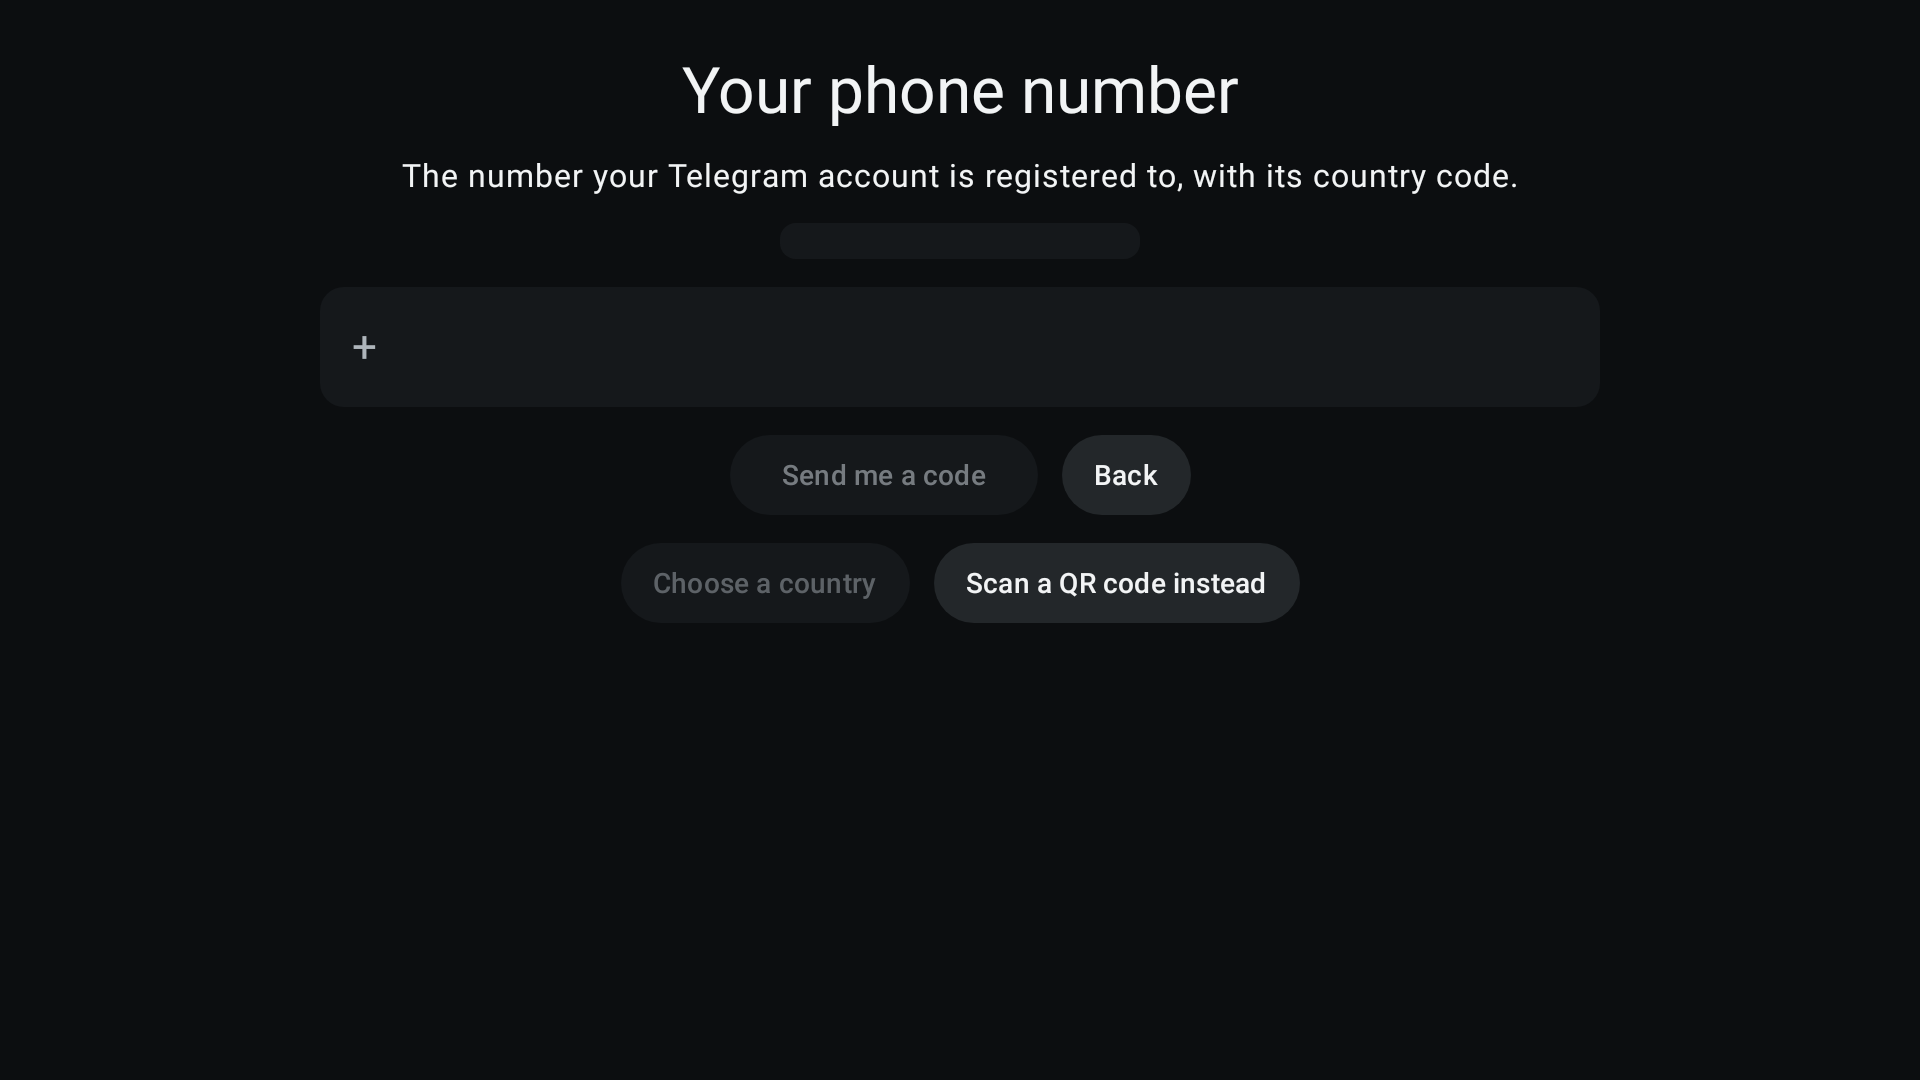 Your phone number
The number your Telegram account is registered to, with its country code.
+
Send me a code
Back
Choose a country
Scan a QR code instead